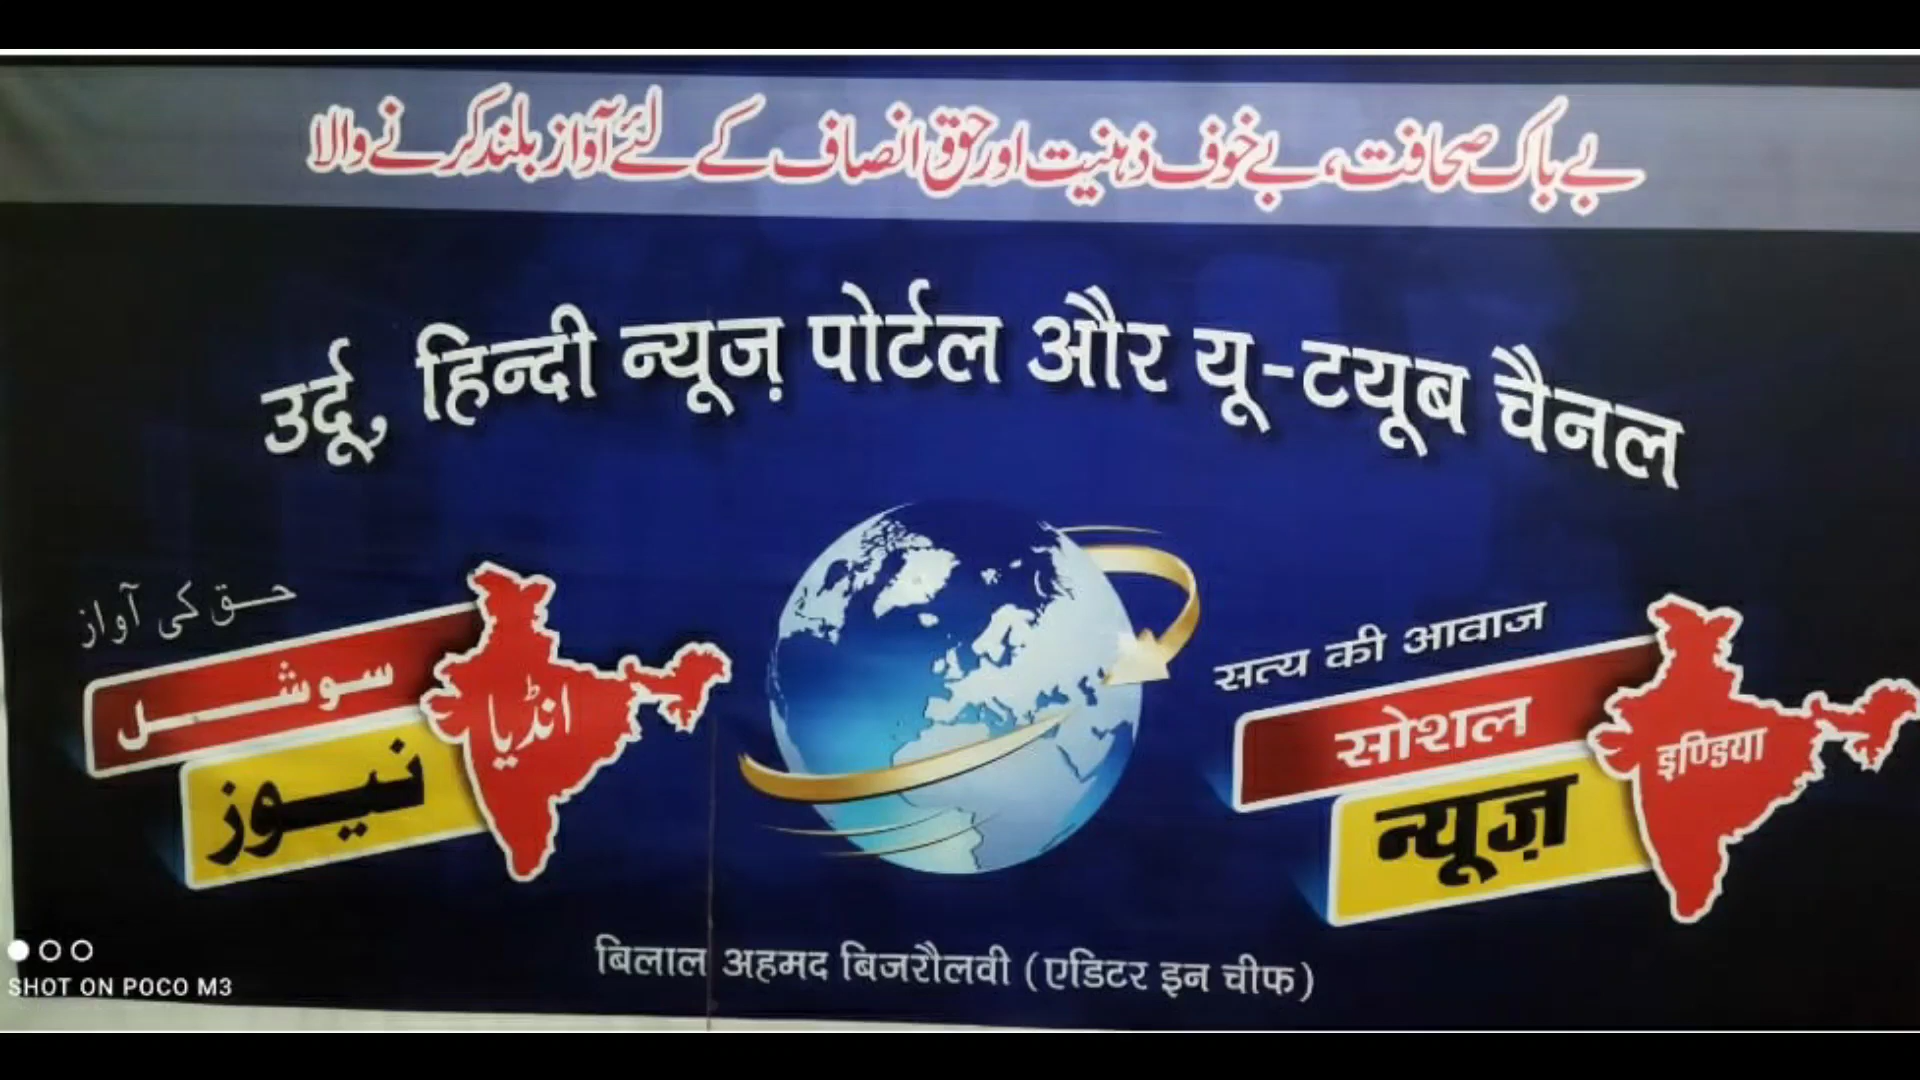 بے باک صحافت، بے خوف ذہنیت اور حق و انصاف کے لئے آواز بلند کرنے والا
उर्दू, हिन्दी न्यूज़ पोर्टल और यू-टयूब चैनल
حق کی آواز
سوشل
انڈیا
نیوز
सत्य की आवाज
सोशल
इण्डिया
न्यूज़
बिलाल अहमद बिजरौलवी (एडिटर इन चीफ)
SHOT ON POCO M3